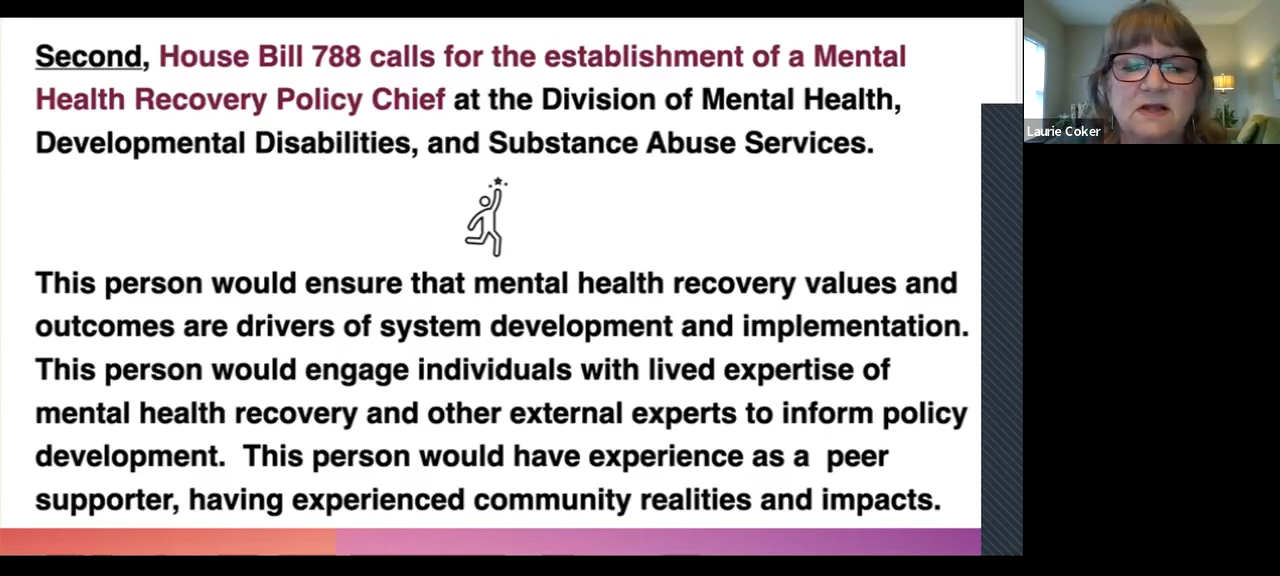 Second, House Bill 788 calls for the establishment of a Mental
Health Recovery Policy Chief at the Division of Mental Health,
Developmental Disabilities, and Substance Abuse Services.
This person would ensure that mental health recovery values and
outcomes are drivers of system development and implementation.
This person would engage individuals with lived expertise of
mental health recovery and other external experts to inform policy
development.  This person would have experience as a  peer
supporter, having experienced community realities and impacts.
Laurie Coker